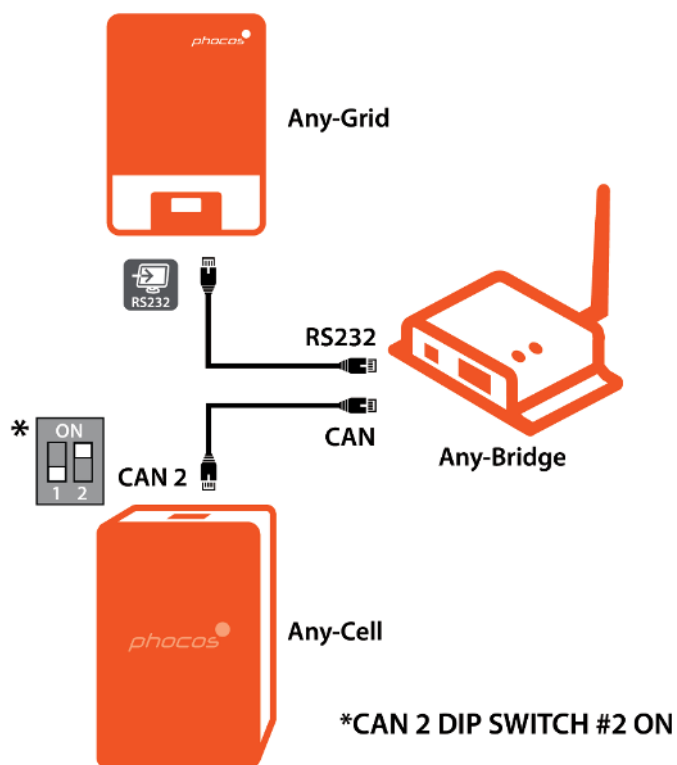 phocos
Any-Grid
RS232
RS232
CAN
Any-Bridge
*
ON
1 2
CAN 2
phocos
Any-Cell
*CAN 2 DIP SWITCH #2 ON